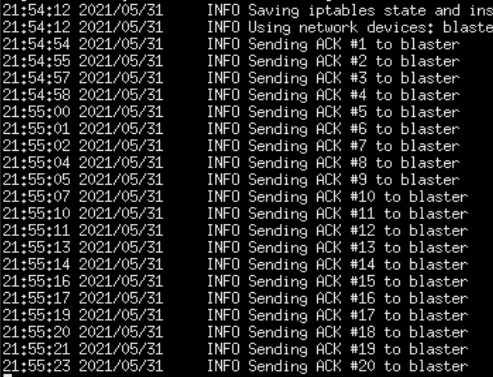 21:54:12 2021/05/31 INFO Saving iptables state and ins
21:54:12 2021/05/31 INFO Using network devices: blaste
21:54:54 2021/05/31 INFO Sending ACK #1 to blaster
21:54:55 2021/05/31 INFO Sending ACK #2 to blaster
21:54:57 2021/05/31 INFO Sending ACK #3 to blaster
21:54:58 2021/05/31 INFO Sending ACK #4 to blaster
21:55:00 2021/05/31 INFO Sending ACK #5 to blaster
21:55:01 2021/05/31 INFO Sending ACK #6 to blaster
21:55:02 2021/05/31 INFO Sending ACK #7 to blaster
21:55:04 2021/05/31 INFO Sending ACK #8 to blaster
21:55:05 2021/05/31 INFO Sending ACK #9 to blaster
21:55:07 2021/05/31 INFO Sending ACK #10 to blaster
21:55:10 2021/05/31 INFO Sending ACK #11 to blaster
21:55:11 2021/05/31 INFO Sending ACK #12 to blaster
21:55:13 2021/05/31 INFO Sending ACK #13 to blaster
21:55:14 2021/05/31 INFO Sending ACK #14 to blaster
21:55:16 2021/05/31 INFO Sending ACK #15 to blaster
21:55:17 2021/05/31 INFO Sending ACK #16 to blaster
21:55:19 2021/05/31 INFO Sending ACK #17 to blaster
21:55:20 2021/05/31 INFO Sending ACK #18 to blaster
21:55:21 2021/05/31 INFO Sending ACK #19 to blaster
21:55:23 2021/05/31 INFO Sending ACK #20 to blaster